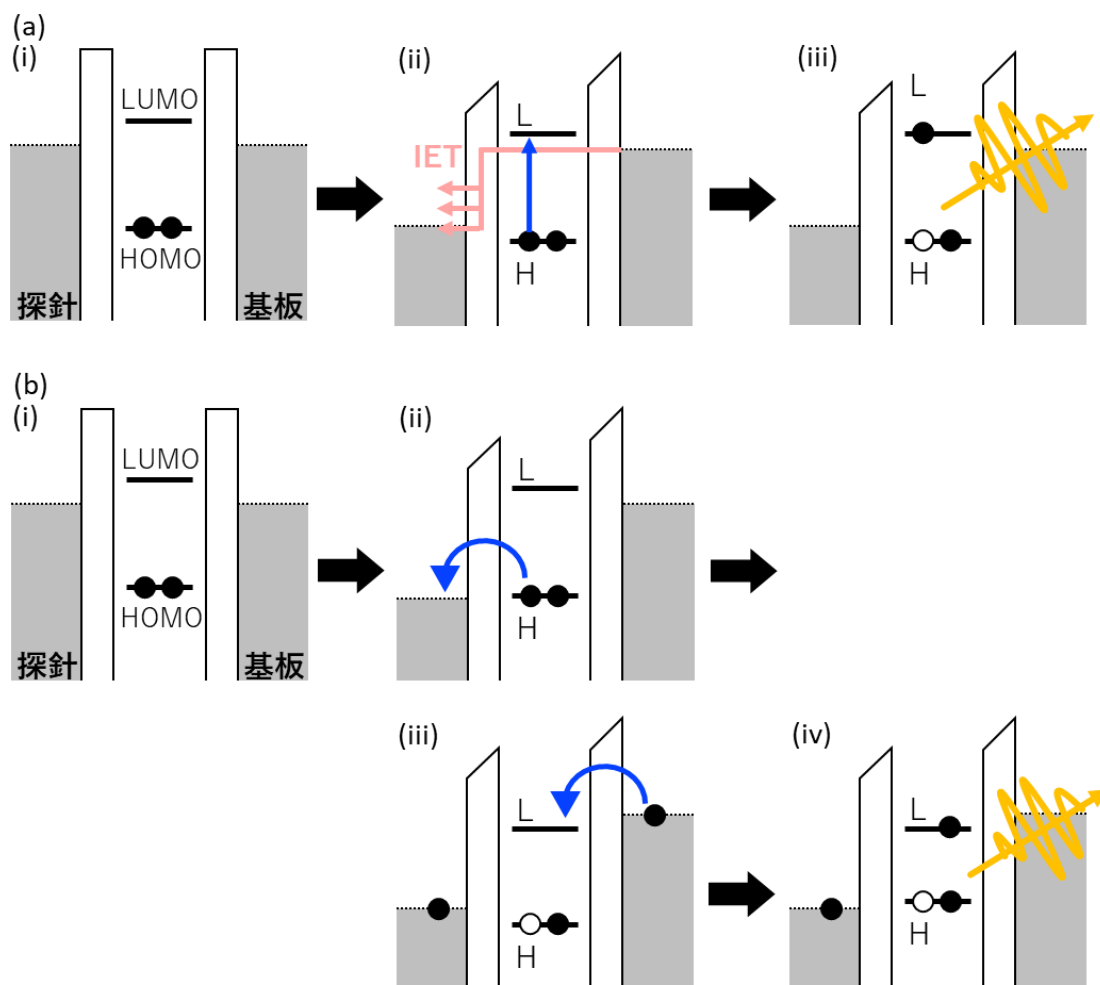 (a)
(i)
LUMO
HOMO
探針
基板
(ii)
L
IET
H
(iii)
L
H
(b)
(i)
LUMO
HOMO
探針
基板
(ii)
L
H
(iii)
L
H
(iv)
L
H